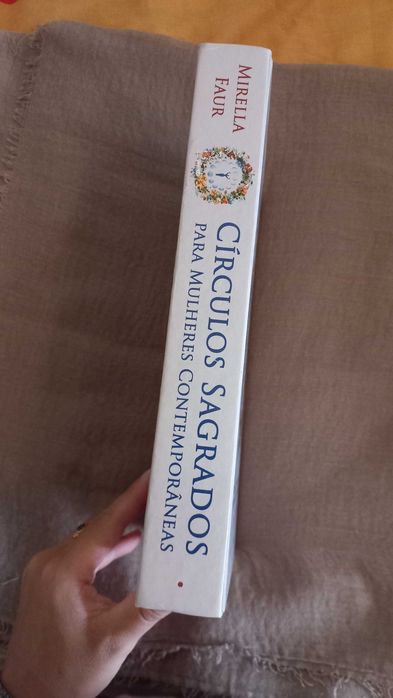 MIRELLA
FAUR
CÍRCULOS SAGRADOS
PARA MULHERES CONTEMPORÂNEAS